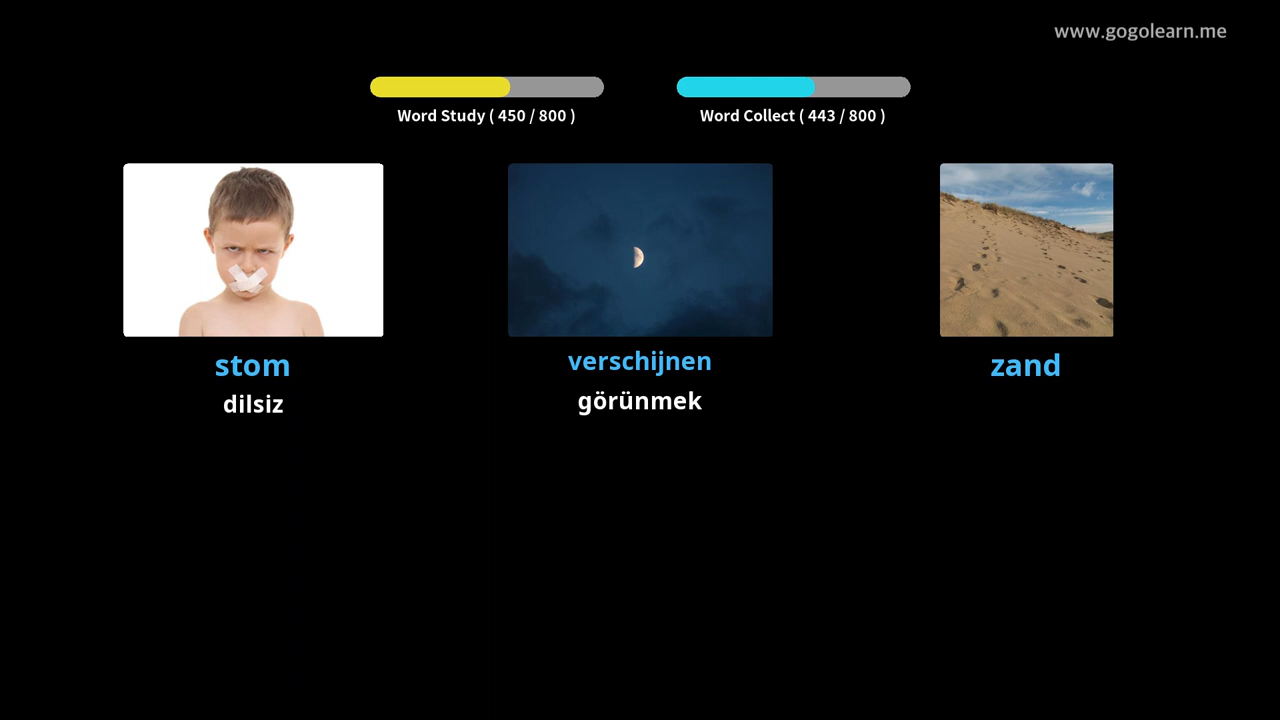 www.gogolearn.me
Word Study ( 450 / 800 )
Word Collect ( 443 / 800 )
stom
dilsiz
verschijnen
görünmek
zand